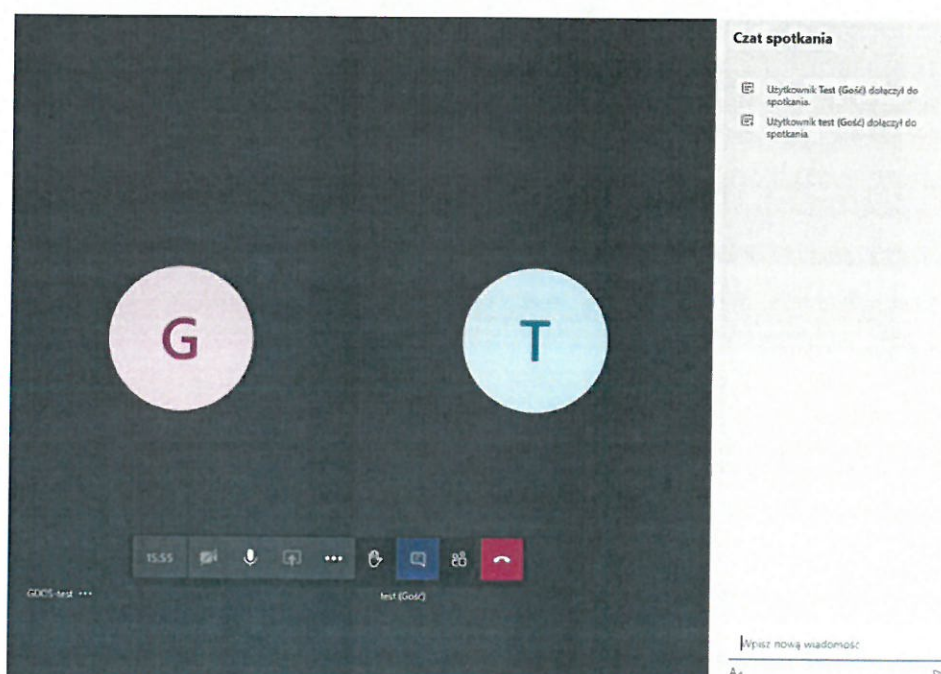 Czat spotkania
Użytkownik Test (Gość) dołączył do
spotkania.
Użytkownik test (Gość) dołączył do
spotkania.
G
T
15:55
GDOŚ-test •••
test (Gość)
Wpisz nową wiadomość